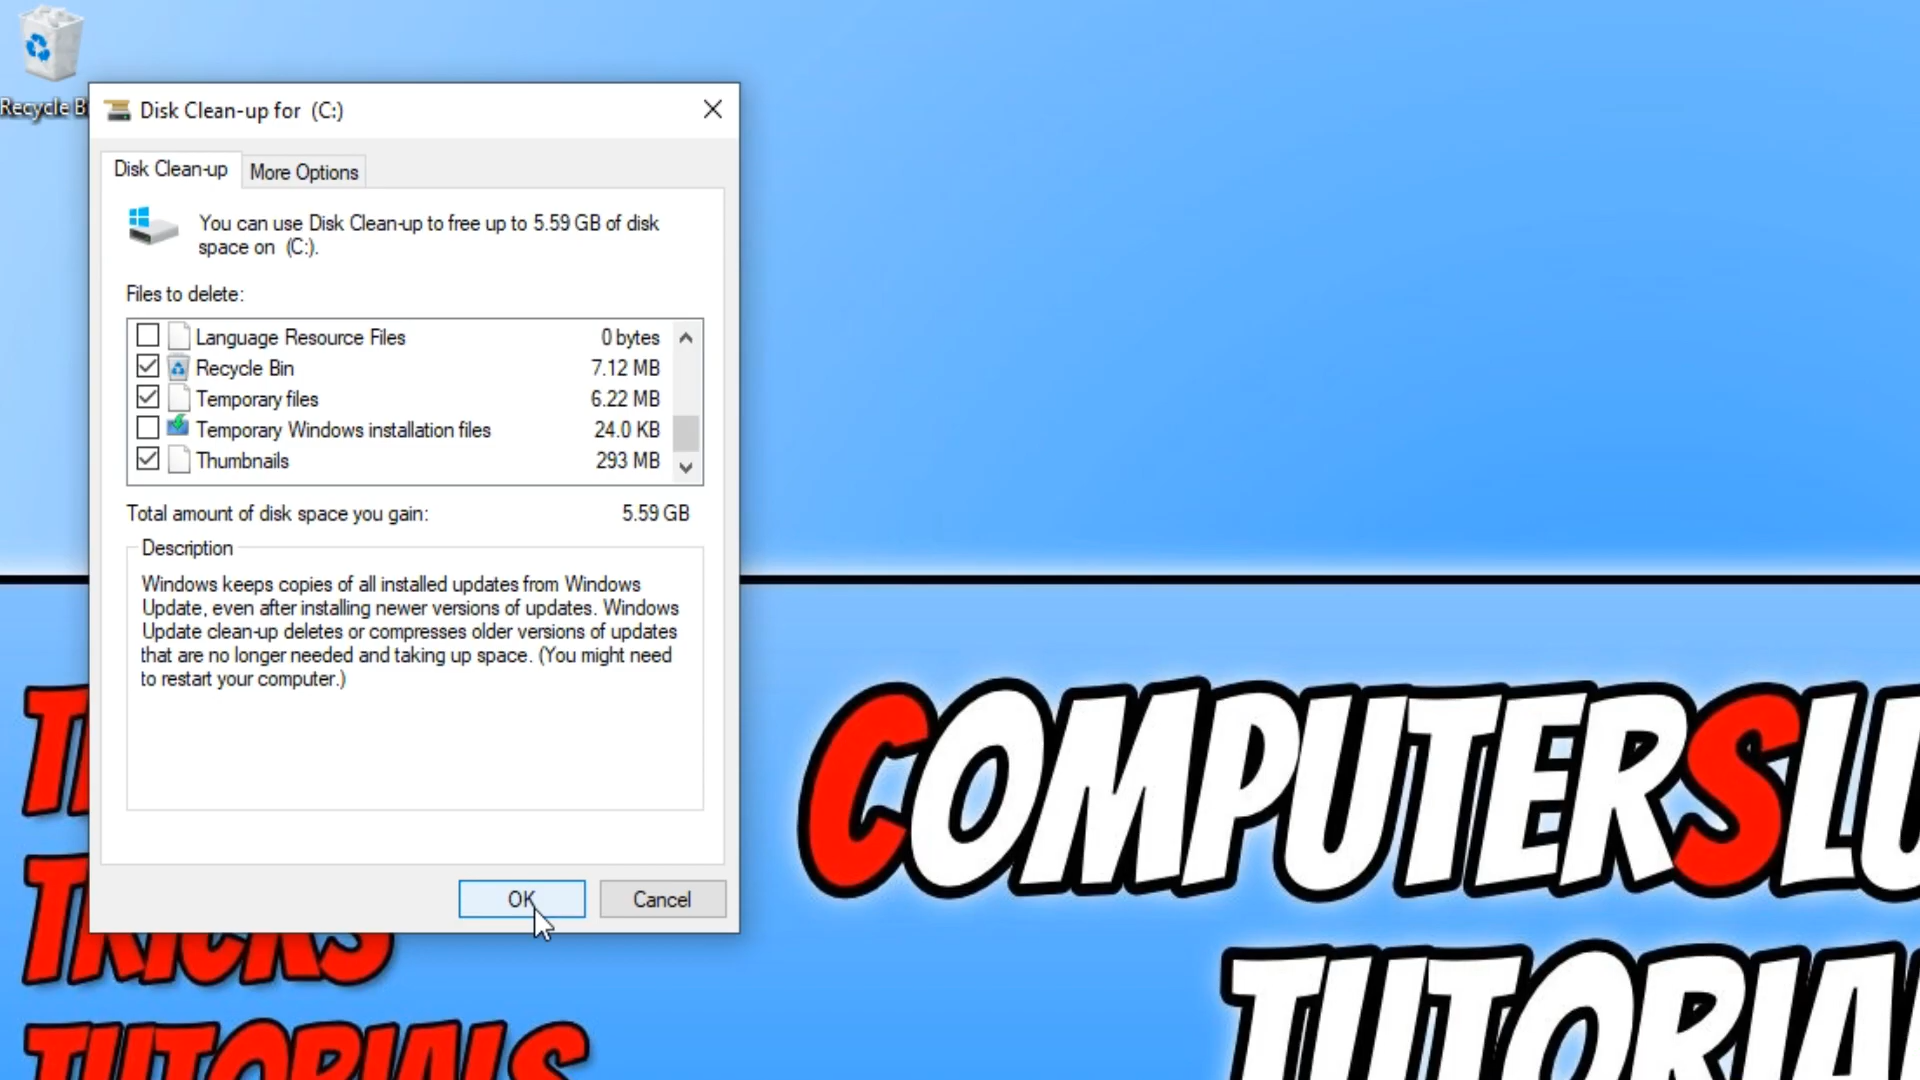 Recycle B
Disk Clean-up for (C:)
Disk Clean-up
More Options
You can use Disk Clean-up to free up to 5.59 GB of disk
space on (C:).
Files to delete:
Language Resource Files 0 bytes
Recycle Bin 7.12 MB
Temporary files 6.22 MB
Temporary Windows installation files 24.0 KB
Thumbnails 293 MB
Total amount of disk space you gain: 5.59 GB
Description
Windows keeps copies of all installed updates from Windows
Update, even after installing newer versions of updates. Windows
Update clean-up deletes or compresses older versions of updates
that are no longer needed and taking up space. (You might need
to restart your computer.)
OK
Cancel
COMPUTERSLU
TRICKS
TUTORIA
TUTORIALS